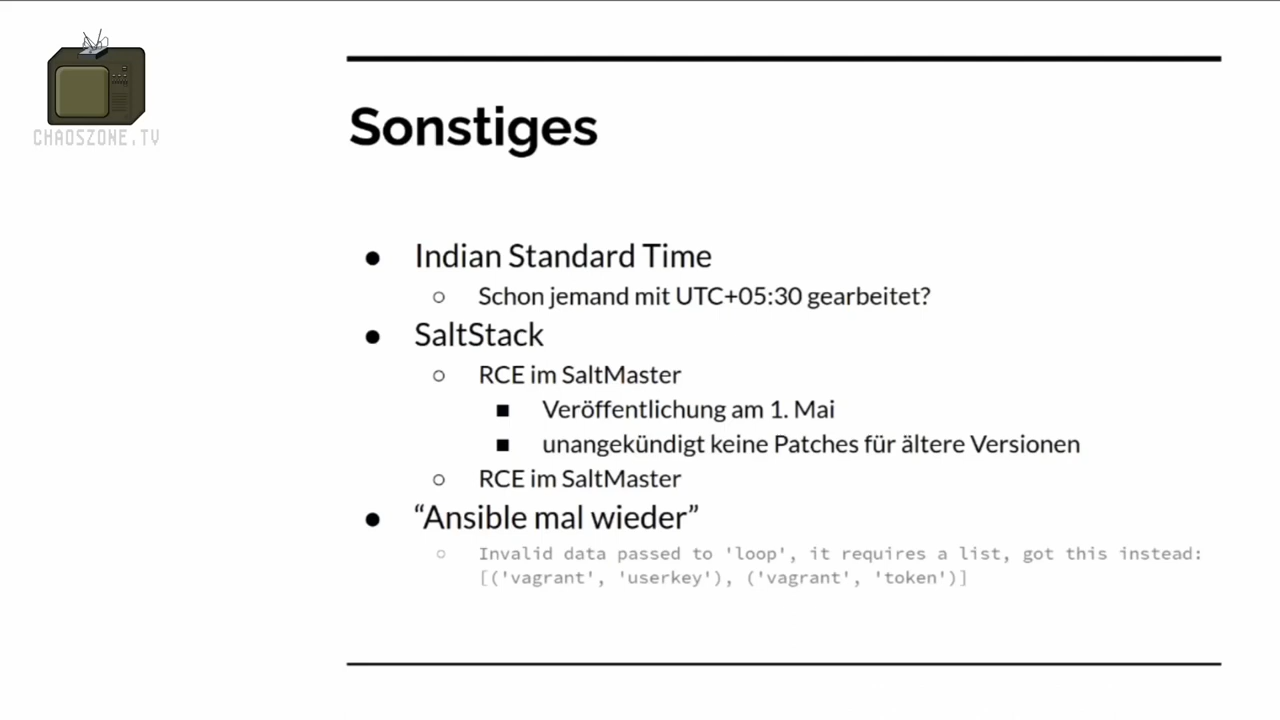 CHAOSZONE.TV
Sonstiges
● Indian Standard Time
○ Schon jemand mit UTC+05:30 gearbeitet?
● SaltStack
○ RCE im SaltMaster
■ Veröffentlichung am 1. Mai
■ unangekündigt keine Patches für ältere Versionen
○ RCE im SaltMaster
● “Ansible mal wieder”
○ Invalid data passed to 'loop', it requires a list, got this instead:
[('vagrant', 'userkey'), ('vagrant', 'token')]